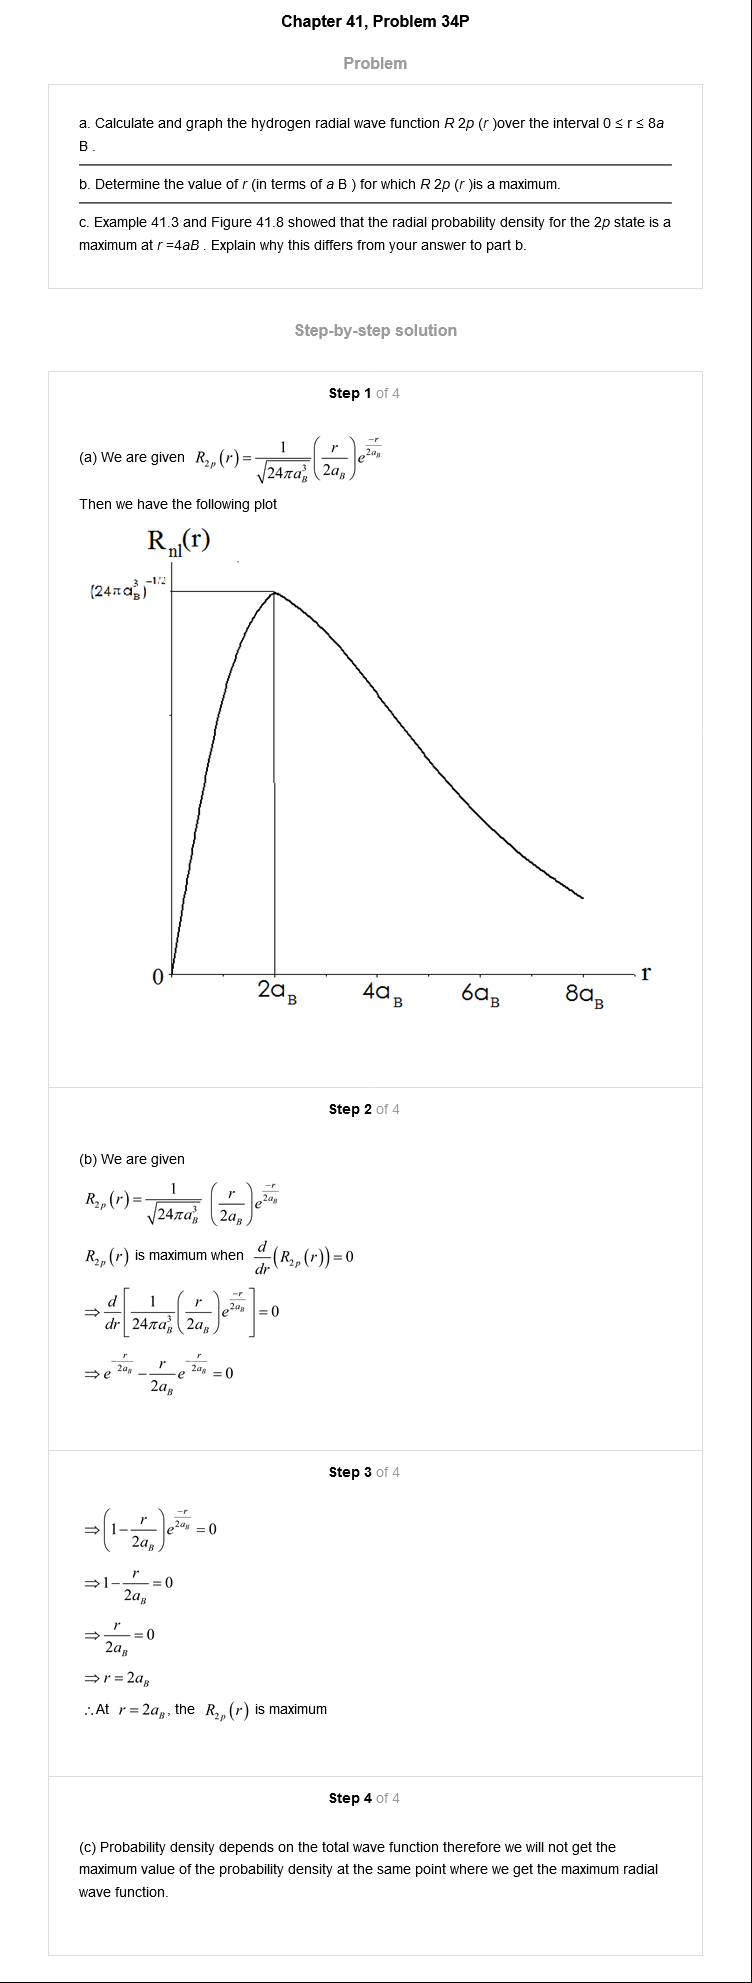 Chapter 41, Problem 34P
Problem
a. Calculate and graph the hydrogen radial wave function R 2p (r )over the interval 0 ≤ r ≤ 8a
B .
b. Determine the value of r (in terms of a B ) for which R 2p (r )is a maximum.
c. Example 41.3 and Figure 41.8 showed that the radial probability density for the 2p state is a
maximum at r =4aB . Explain why this differs from your answer to part b.
Step-by-step solution
Step 1 of 4
(a) We are given R_{2p}(r) = \frac{1}{\sqrt{24\pi a_B^3}} \left(\frac{r}{2a_B}\right) e^{\frac{-r}{2a_B}}
Then we have the following plot
R_{nl}(r)
(24π a_B^3)^{-1/2}
0 2a_B 4a_B 6a_B 8a_B r
Step 2 of 4
(b) We are given
R_{2p}(r) = \frac{1}{\sqrt{24\pi a_B^3}} \left(\frac{r}{2a_B}\right) e^{\frac{-r}{2a_B}}
R_{2p}(r) is maximum when \frac{d}{dr}(R_{2p}(r)) = 0
⇒ \frac{d}{dr} \left[ \frac{1}{24\pi a_B^3} \left(\frac{r}{2a_B}\right) e^{\frac{-r}{2a_B}} \right] = 0
⇒ e^{-\frac{r}{2a_B}} - \frac{r}{2a_B} e^{-\frac{r}{2a_B}} = 0
Step 3 of 4
⇒ \left(1 - \frac{r}{2a_B}\right) e^{\frac{-r}{2a_B}} = 0
⇒ 1 - \frac{r}{2a_B} = 0
⇒ \frac{r}{2a_B} = 0
⇒ r = 2a_B
∴ At r = 2a_B, the R_{2p}(r) is maximum
Step 4 of 4
(c) Probability density depends on the total wave function therefore we will not get the
maximum value of the probability density at the same point where we get the maximum radial
wave function.